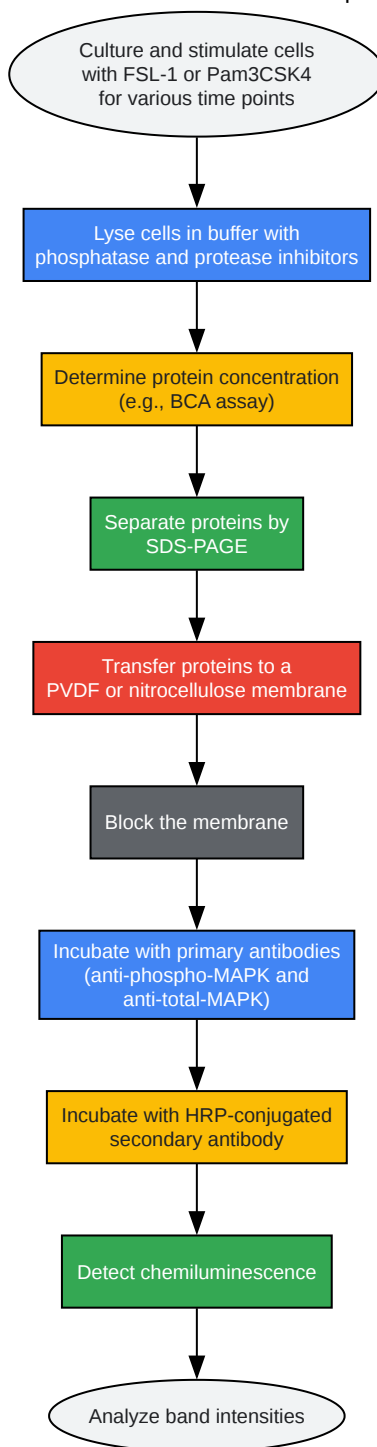 Culture and stimulate cells
with FSL-1 or Pam3CSK4
for various time points
Lyse cells in buffer with
phosphatase and protease inhibitors
Determine protein concentration
(e.g., BCA assay)
Separate proteins by
SDS-PAGE
Transfer proteins to a
PVDF or nitrocellulose membrane
Block the membrane
Incubate with primary antibodies
(anti-phospho-MAPK and
anti-total-MAPK)
Incubate with HRP-conjugated
secondary antibody
Detect chemiluminescence
Analyze band intensities